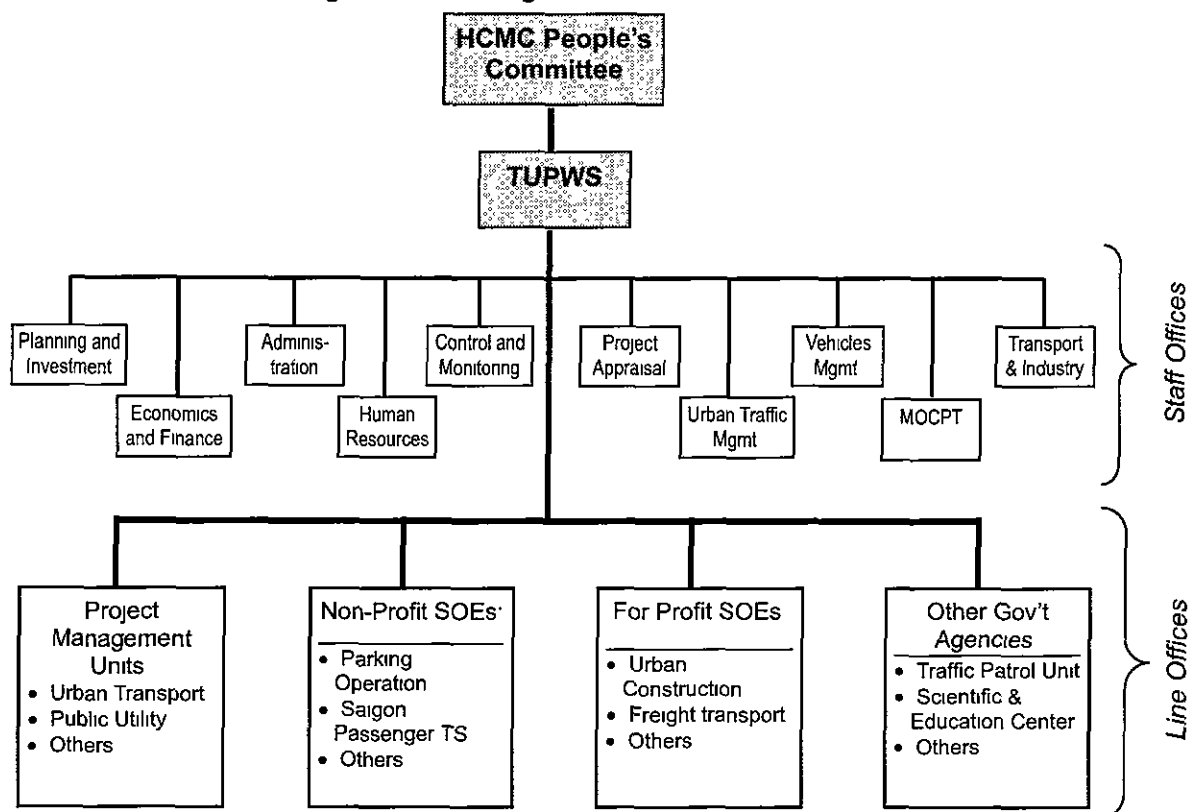 HCMC People's
Committee
TUPWS
Planning and
Investment
Adminis-
tration
Control and
Monitoring
Project
Appraisal
Vehicles
Mgmt
Transport
& Industry
Economics
and Finance
Human
Resources
Urban Traffic
Mgmt
MOCPT
Staff Offices
Project
Management
Units
• Urban Transport
• Public Utility
• Others
Non-Profit SOEs
• Parking
Operation
• Saigon
Passenger TS
• Others
For Profit SOEs
• Urban
Construction
• Freight transport
• Others
Other Gov't
Agencies
• Traffic Patrol Unit
• Scientific &
Education Center
• Others
Line Offices